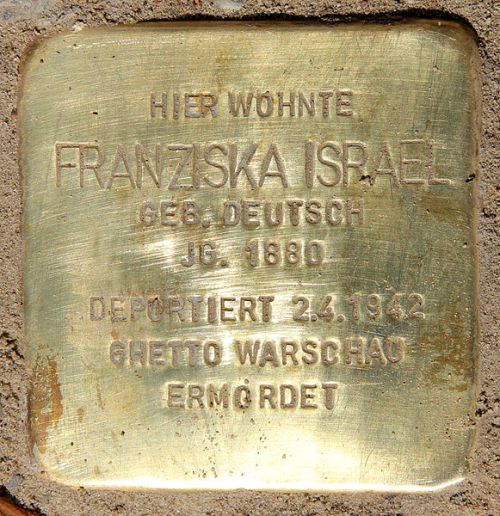 HIER WOHNTE
FRANZISKA ISRAEL
GEB. DEUTSCH
JG. 1880
DEPORTIERT 2.4.1942
GHETTO WARSCHAU
ERMORDET